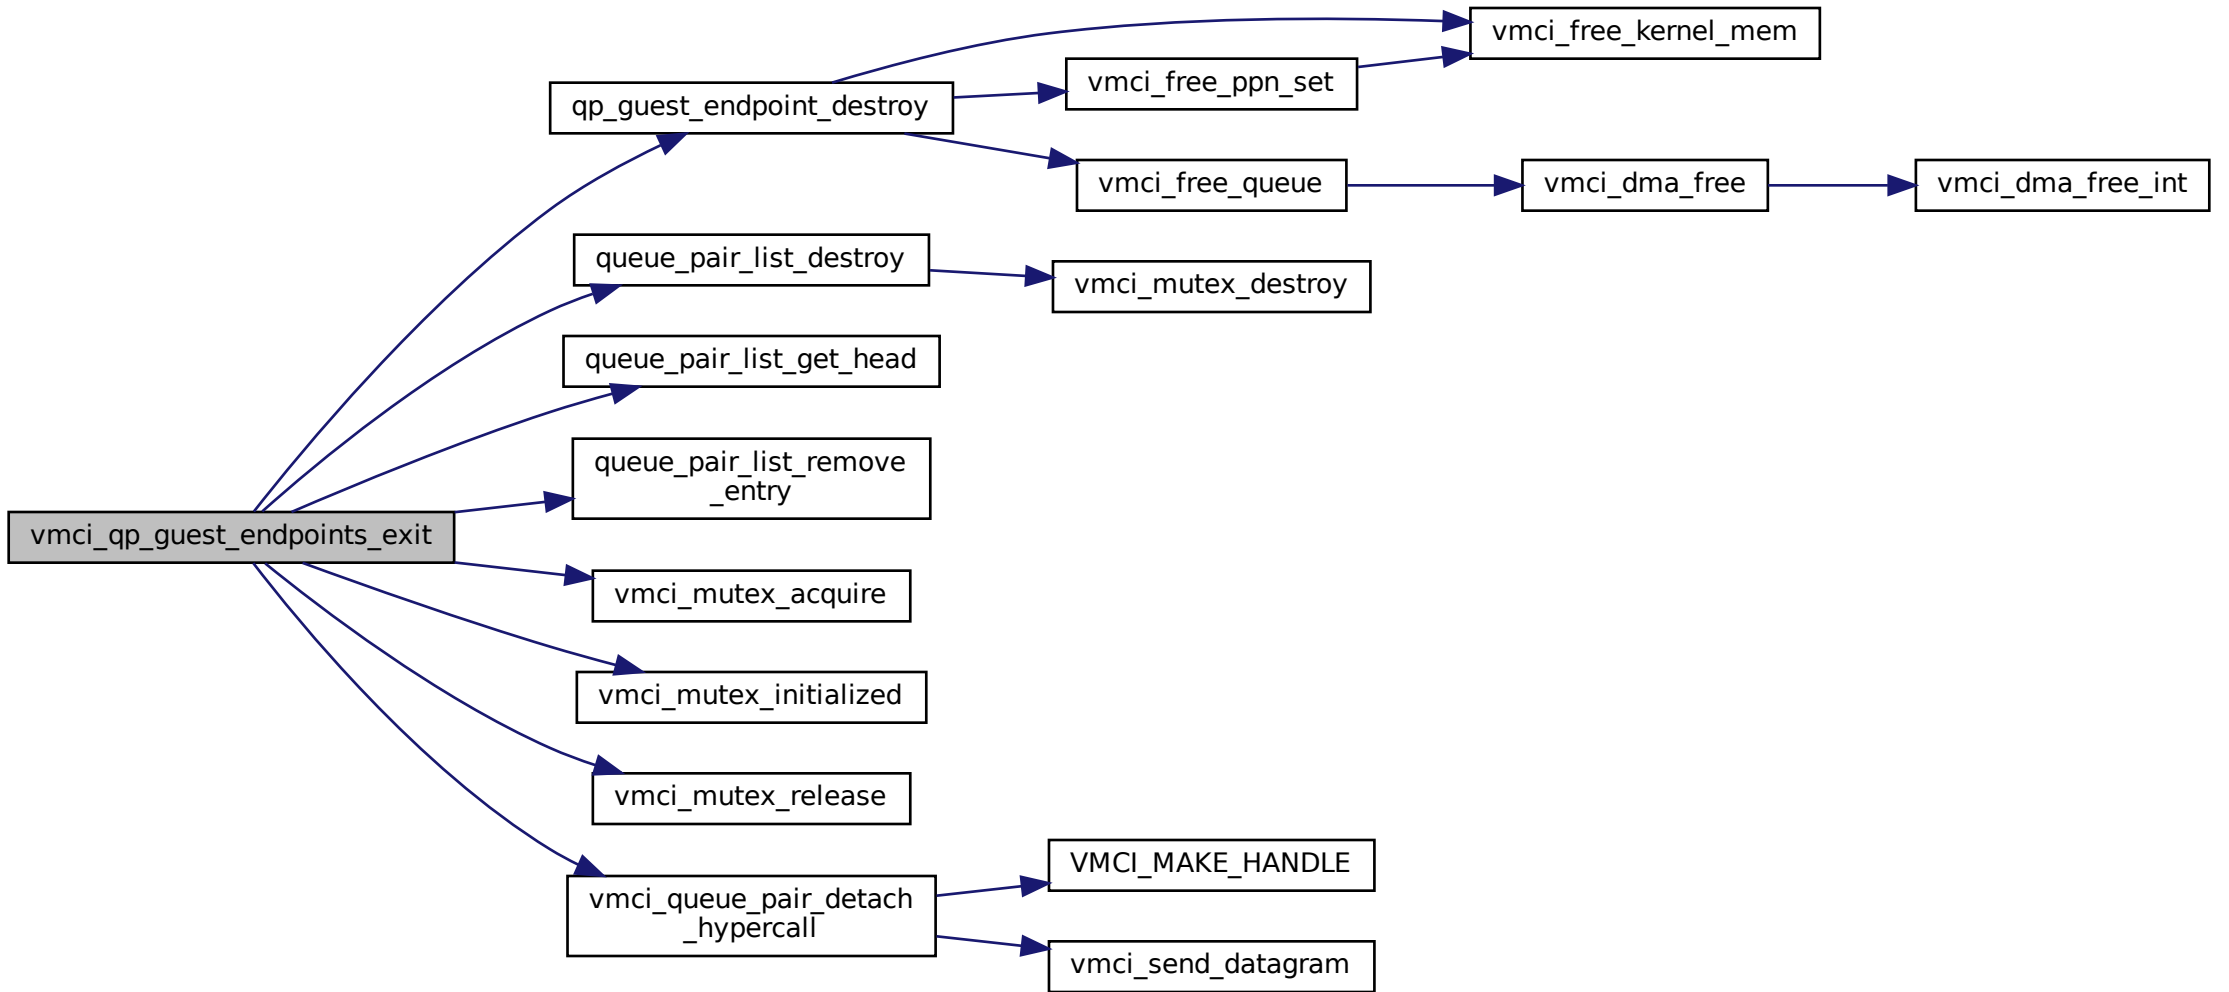 vmci_free_kernel_mem
vmci_free_ppn_set
qp_guest_endpoint_destroy
vmci_free_queue
vmci_dma_free
vmci_dma_free_int
queue_pair_list_destroy
vmci_mutex_destroy
queue_pair_list_get_head
queue_pair_list_remove
_entry
vmci_qp_guest_endpoints_exit
vmci_mutex_acquire
vmci_mutex_initialized
vmci_mutex_release
VMCI_MAKE_HANDLE
vmci_queue_pair_detach
_hypercall
vmci_send_datagram